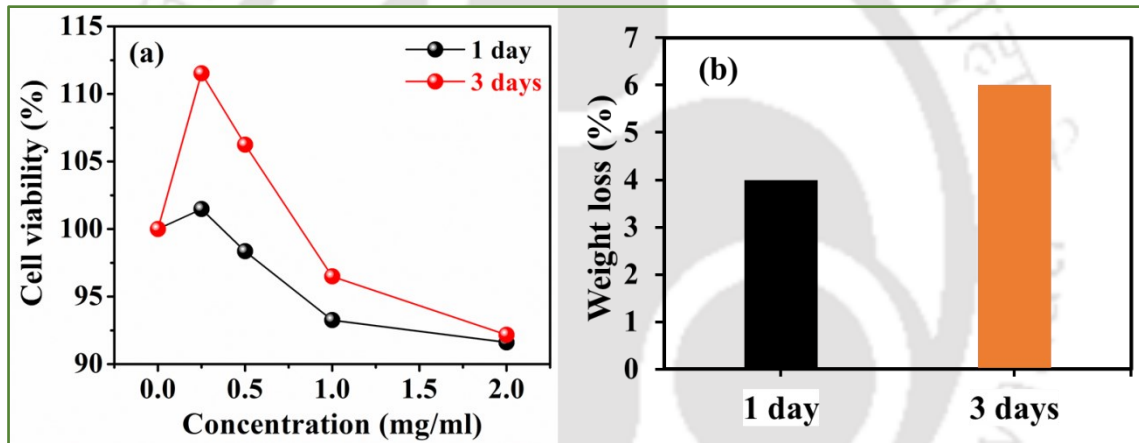 (a)
1 day
3 days
115
110
105
100
95
90
Cell viability (%)
0.0 0.5 1.0 1.5 2.0
Concentration (mg/ml)
(b)
7
6
5
4
3
2
1
0
Weight loss (%)
1 day 3 days